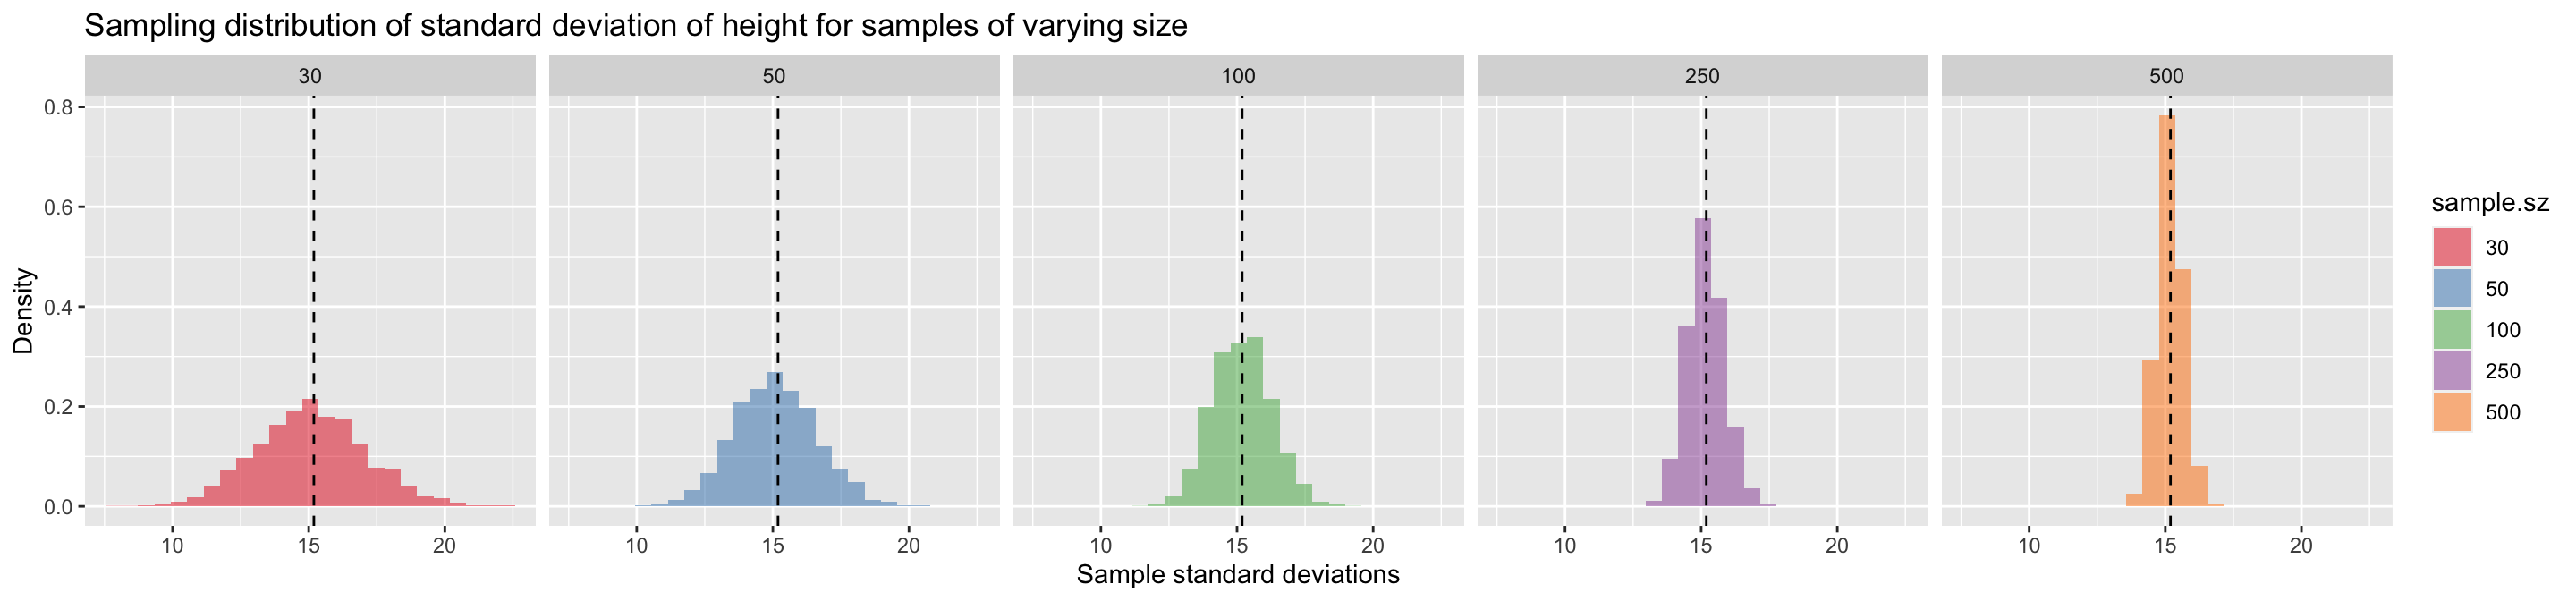 Sampling distribution of standard deviation of height for samples of varying size
30 50 100 250 500
0.8
0.6
0.4
0.2
0.0
Density
10 15 20 10 15 20 10 15 20 10 15 20 10 15 20
Sample standard deviations
sample.sz
30
50
100
250
500